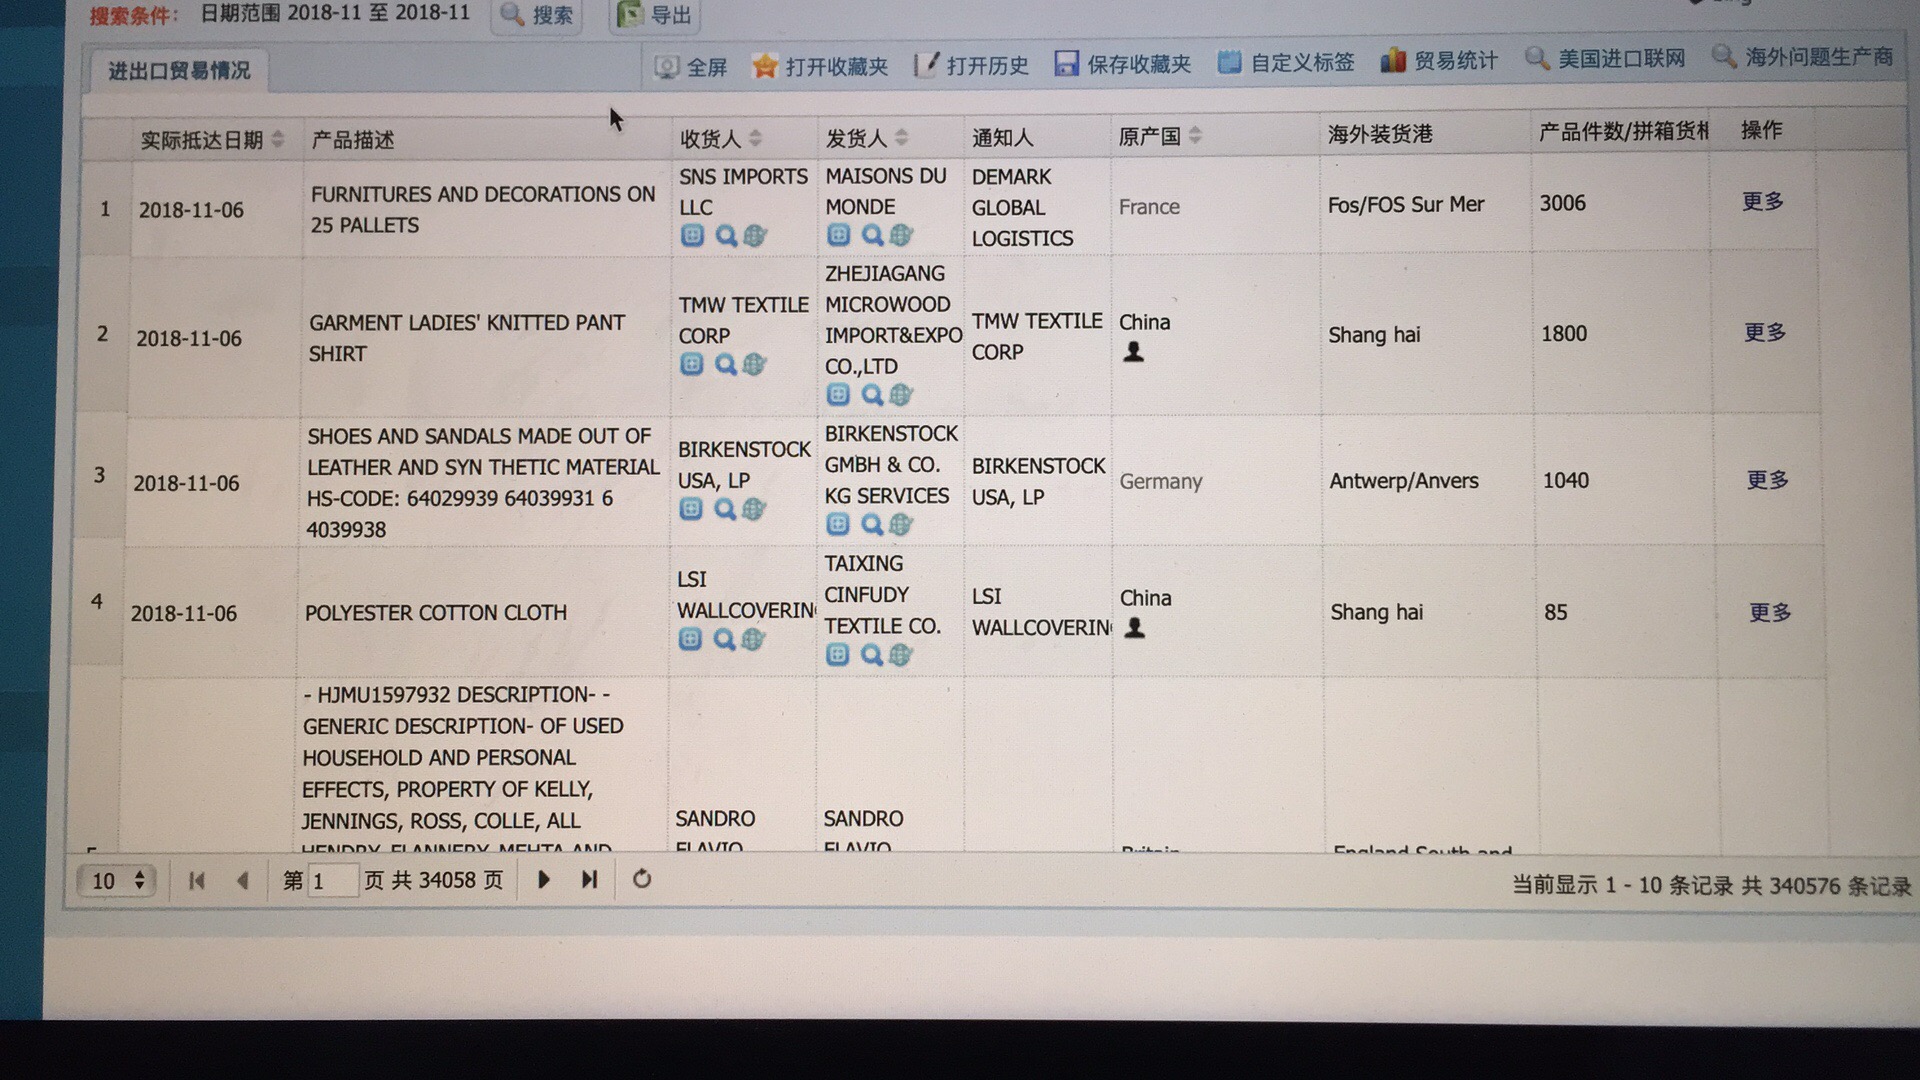 搜索条件: 日期范围 2018-11 至 2018-11 搜索 导出
进出口贸易情况 全屏 打开收藏夹 打开历史 保存收藏夹 自定义标签 贸易统计 美国进口联网 海外问题生产商
实际抵达日期 产品描述 收货人 发货人 通知人 原产国 海外装货港 产品件数/拼箱货 操作
1 2018-11-06
FURNITURES AND DECORATIONS ON
25 PALLETS
SNS IMPORTS
LLC
MAISONS DU
MONDE
DEMARK
GLOBAL
LOGISTICS
France
Fos/FOS Sur Mer
3006
更多
2 2018-11-06
GARMENT LADIES' KNITTED PANT
SHIRT
TMW TEXTILE
CORP
ZHEJIAGANG
MICROWOOD
IMPORT&EXPO
CO.,LTD
TMW TEXTILE
CORP
China
Shang hai
1800
更多
3 2018-11-06
SHOES AND SANDALS MADE OUT OF
LEATHER AND SYN THETIC MATERIAL
HS-CODE: 64029939 64039931 6
4039938
BIRKENSTOCK
USA, LP
BIRKENSTOCK
GMBH & CO.
KG SERVICES
BIRKENSTOCK
USA, LP
Germany
Antwerp/Anvers
1040
更多
4 2018-11-06
POLYESTER COTTON CLOTH
LSI
WALLCOVERIN
TAIXING
CINFUDY
TEXTILE CO.
LSI
WALLCOVERIN
China
Shang hai
85
更多
- HJMU1597932 DESCRIPTION- -
GENERIC DESCRIPTION- OF USED
HOUSEHOLD AND PERSONAL
EFFECTS, PROPERTY OF KELLY,
JENNINGS, ROSS, COLLE, ALL
HENDRY, FLANNERY, MEHTA AND
SANDRO
FLAVIO
SANDRO
FLAVIO
Britain
England South and
10 第 1 页 共 34058 页
当前显示 1 - 10 条记录 共 340576 条记录